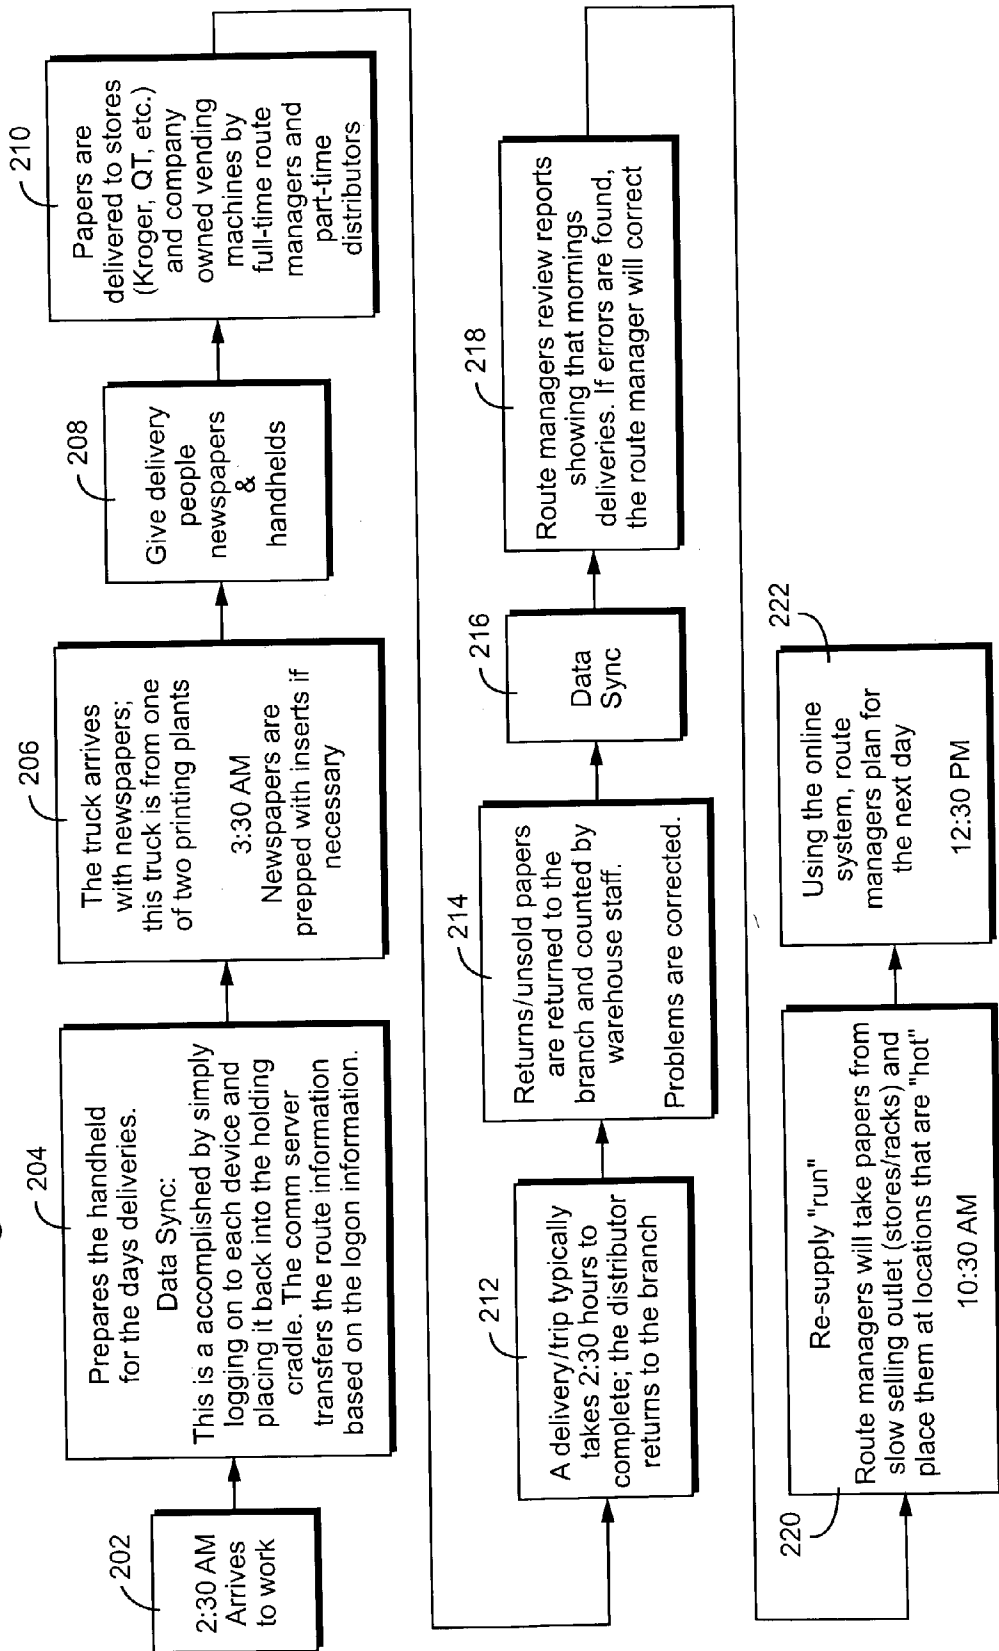 202
2:30 AM
Arrives
to work
204
Prepares the handheld
for the days deliveries.
Data Sync:
This is a accomplished by simply
logging on to each device and
placing it back into the holding
cradle. The comm server
transfers the route information
based on the logon information.
206
The truck arrives
with newspapers;
this truck is from one
of two printing plants
3:30 AM
Newspapers are
prepped with inserts if
necessary
208
Give delivery
people
newspapers
&
handhelds
210
Papers are
delivered to stores
(Kroger, QT, etc.)
and company
owned vending
machines by
full-time route
managers and
part-time
distributors
212
A delivery/trip typically
takes 2:30 hours to
complete; the distributor
returns to the branch
214
Returns/unsold papers
are returned to the
branch and counted by
warehouse staff.
Problems are corrected.
216
Data
Sync
218
Route managers review reports
showing that mornings
deliveries. If errors are found,
the route manager will correct
220
Re-supply "run"
Route managers will take papers from
slow selling outlet (stores/racks) and
place them at locations that are "hot"
10:30 AM
222
Using the online
system, route
managers plan for
the next day
12:30 PM